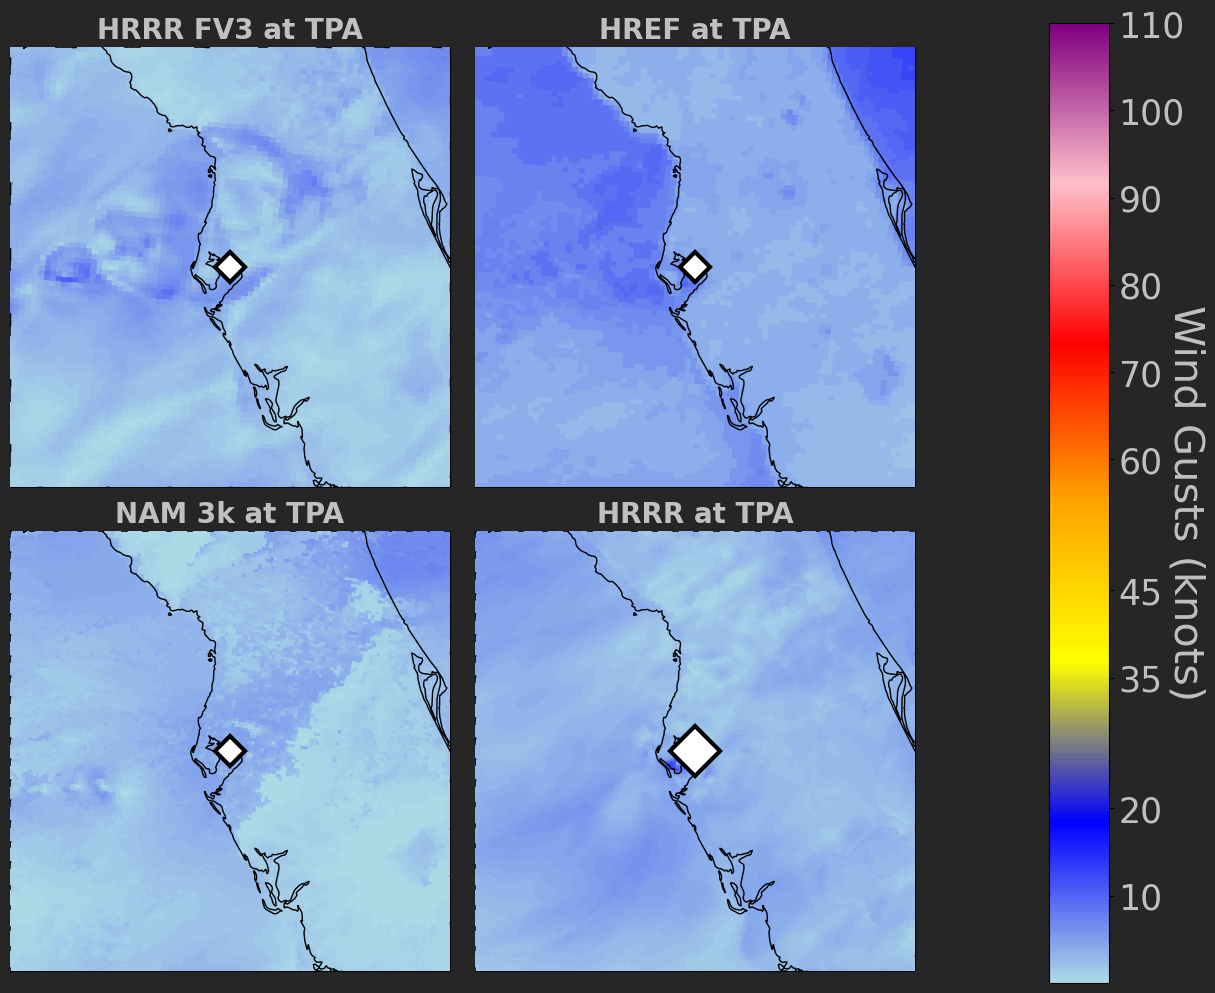 HRRR FV3 at TPA
HREF at TPA
NAM 3k at TPA
HRRR at TPA
110
100
90
80
70
60
45
35
20
10
Wind Gusts (knots)